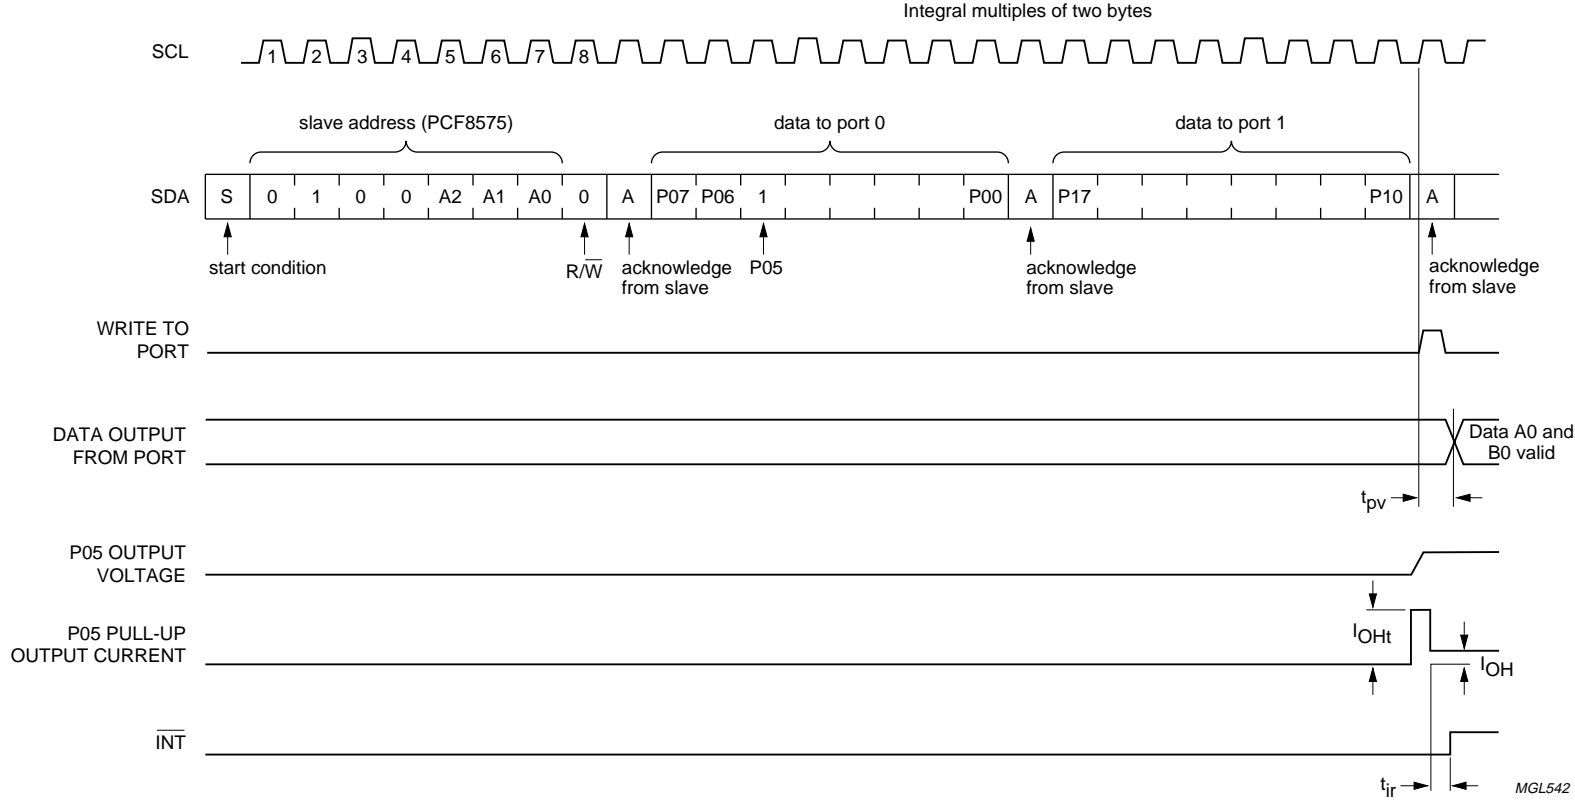 Integral multiples of two bytes
SCL
1 2 3 4 5 6 7 8
slave address (PCF8575)
data to port 0
data to port 1
SDA
S 0 1 0 0 A2 A1 A0 0 A P07 P06 1 P00 A P17 P10 A
start condition
R/W̅
acknowledge
from slave
P05
acknowledge
from slave
acknowledge
from slave
WRITE TO
PORT
DATA OUTPUT
FROM PORT
Data A0 and
B0 valid
tpv
P05 OUTPUT
VOLTAGE
P05 PULL-UP
OUTPUT CURRENT
IOHt
IOH
I̅N̅T̅
tir
MGL542